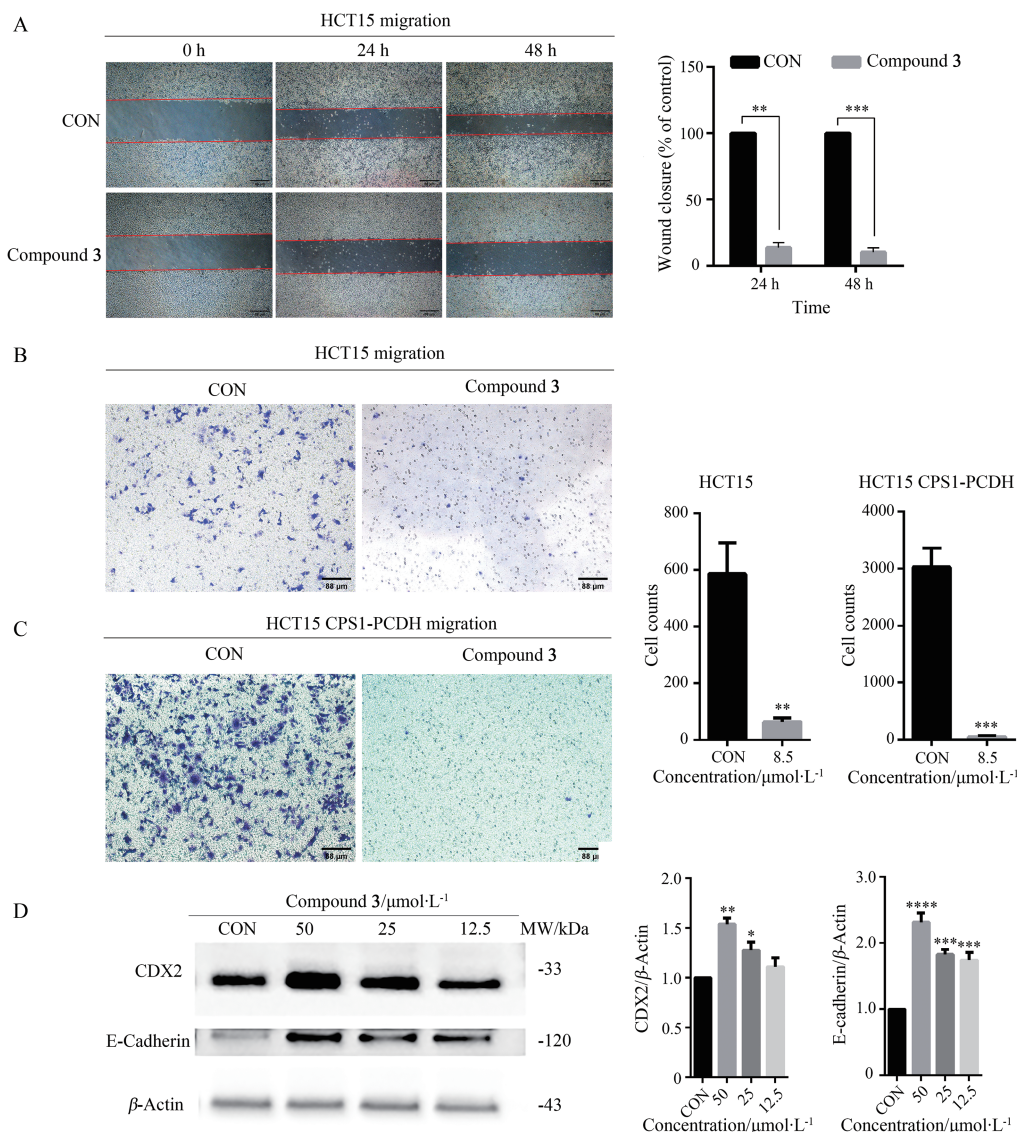 A
HCT15 migration
0 h 24 h 48 h
CON
Compound 3
CON Compound 3
Wound closure (% of control)
150
100
50
0
** ***
24 h 48 h
Time
B
HCT15 migration
CON Compound 3
88 μm 88 μm
C
HCT15 CPS1-PCDH migration
CON Compound 3
88 μm 88 μm
HCT15
Cell counts
800
600
400
200
0
**
CON 8.5
Concentration/μmol·L-1
HCT15 CPS1-PCDH
Cell counts
4000
3000
2000
1000
0
***
CON 8.5
Concentration/μmol·L-1
D
Compound 3/μmol·L-1
CON 50 25 12.5 MW/kDa
CDX2 -33
E-Cadherin -120
β-Actin -43
CDX2/β-Actin
2.0
1.5
1.0
0.5
0.0
** *
CON 50 25 12.5
Concentration/μmol·L-1
E-cadherin/β-Actin
3.0
2.0
1.0
0.0
**** *** ***
CON 50 25 12.5
Concentration/μmol·L-1